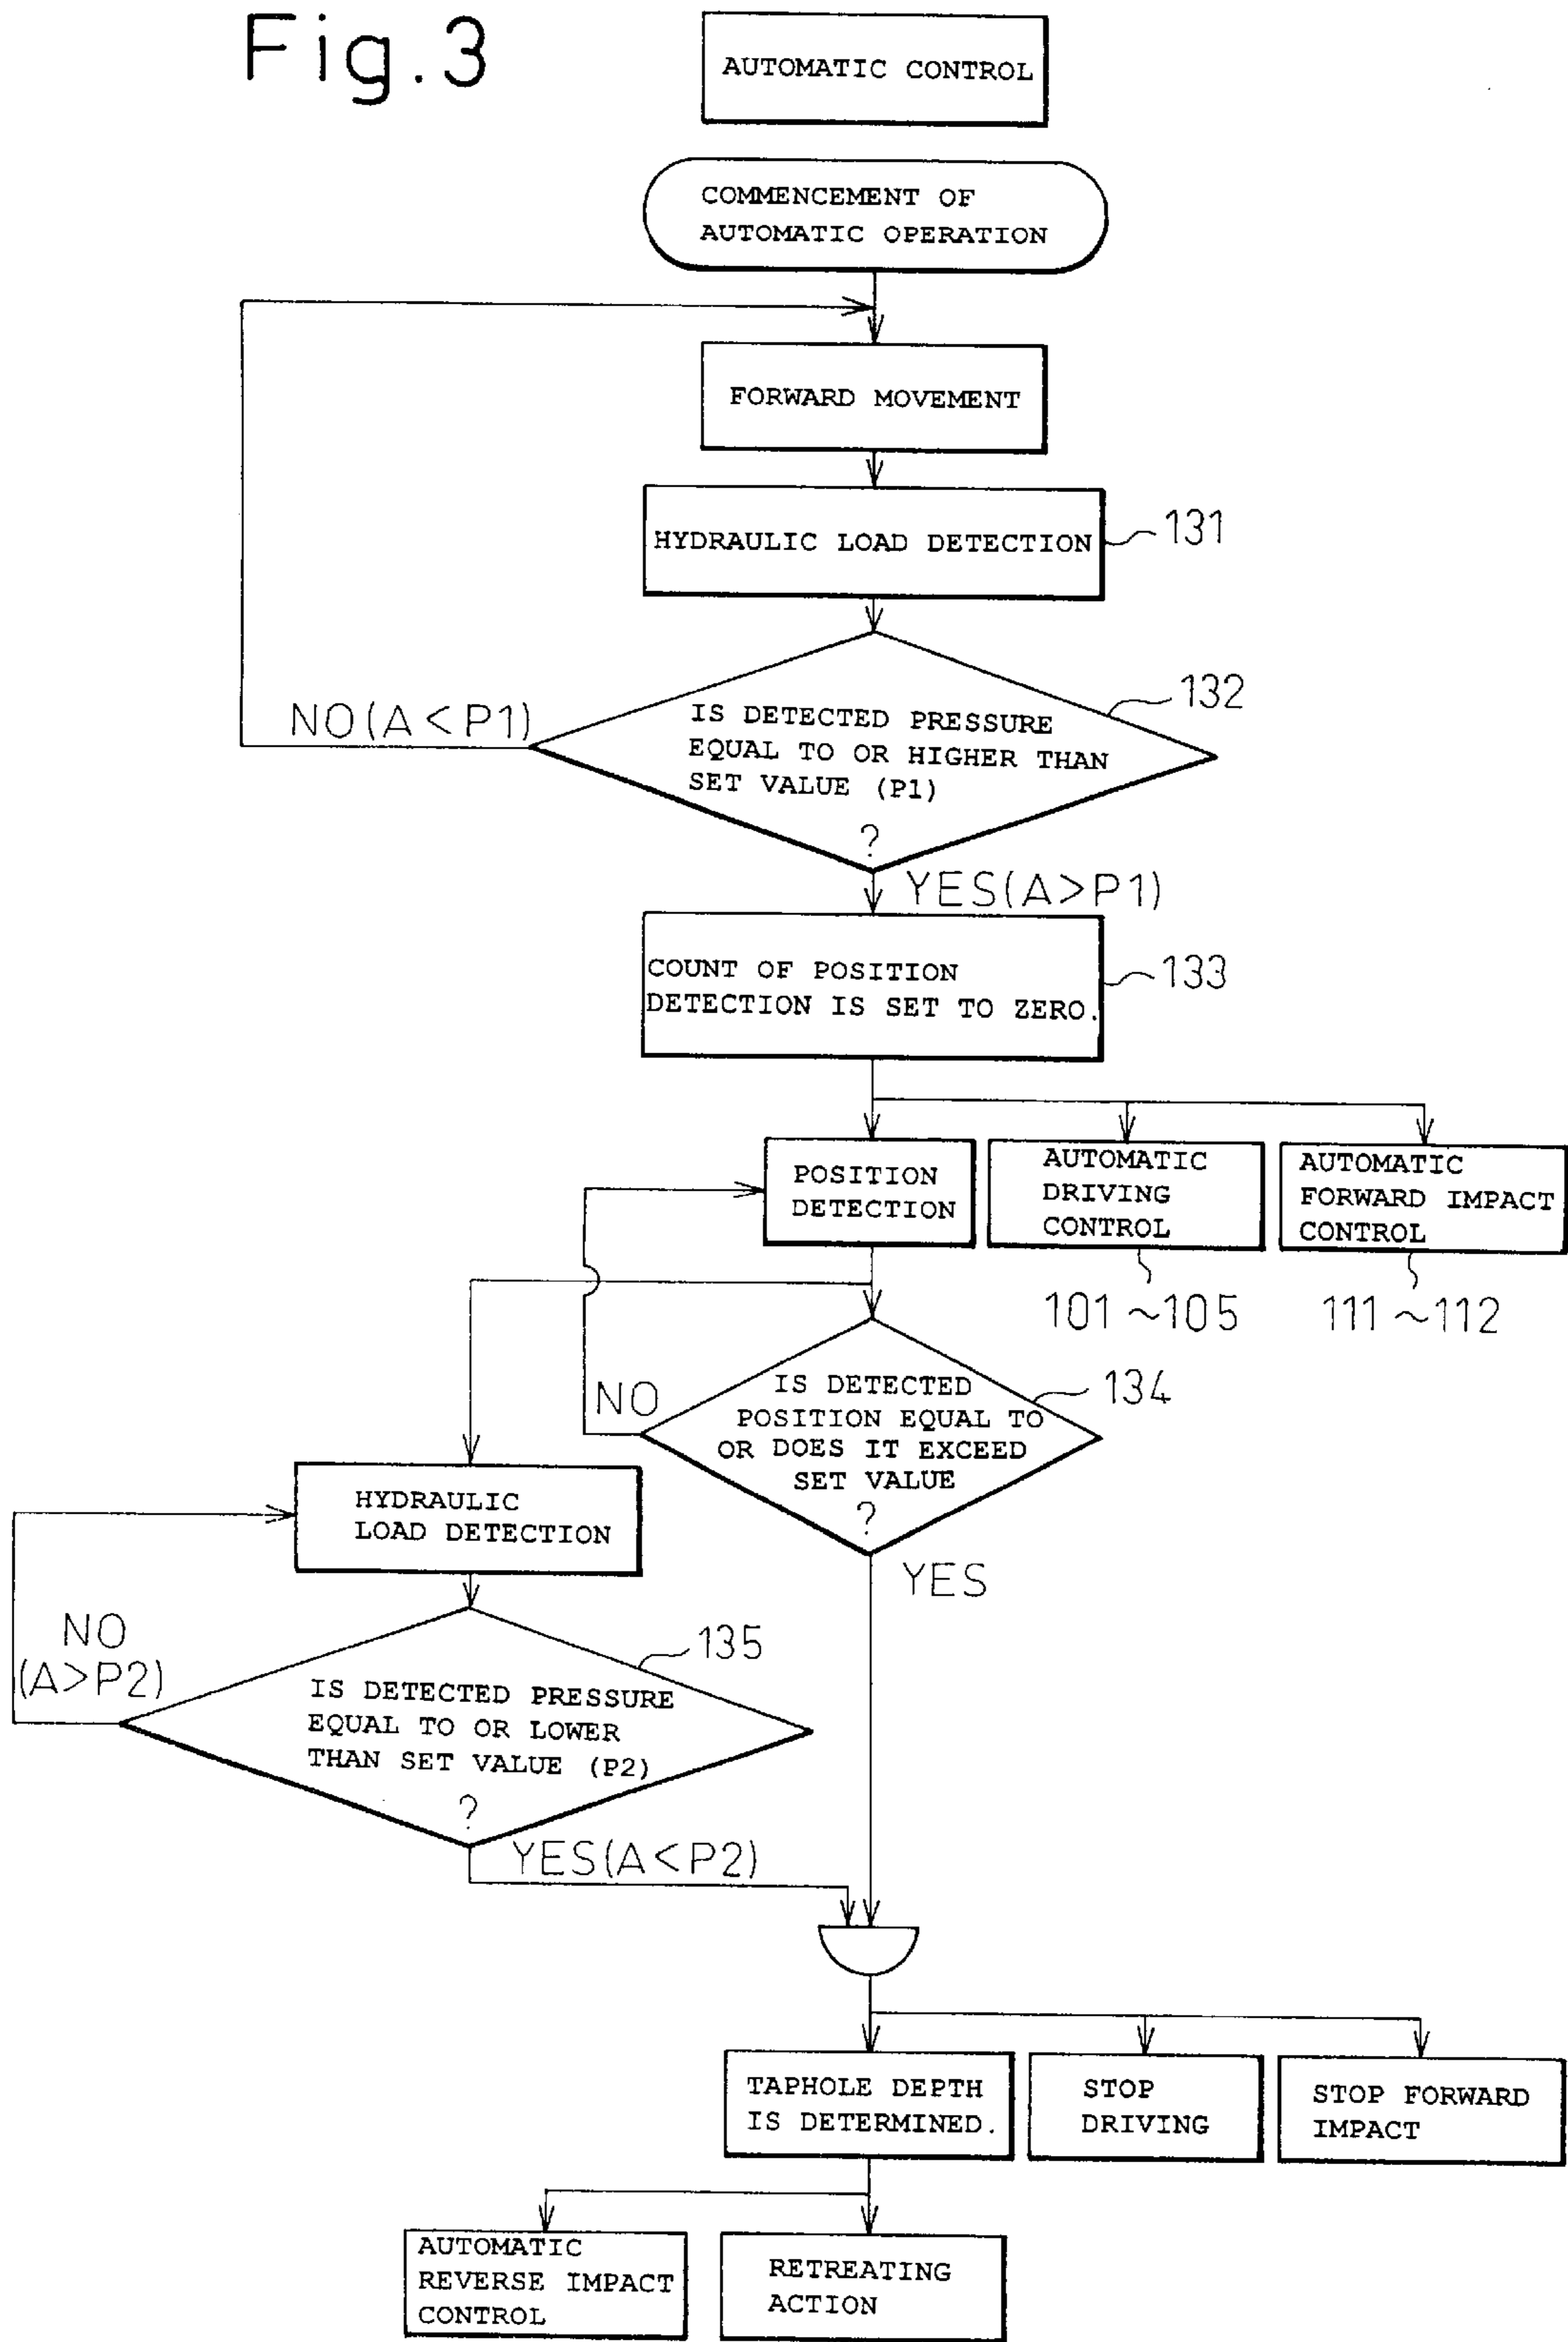 Fig.3
AUTOMATIC CONTROL
COMMENCEMENT OF
AUTOMATIC OPERATION
FORWARD MOVEMENT
HYDRAULIC LOAD DETECTION
131
132
NO(A<P1)
IS DETECTED PRESSURE
EQUAL TO OR HIGHER THAN
SET VALUE (P1)
?
YES(A>P1)
COUNT OF POSITION
DETECTION IS SET TO ZERO.
133
POSITION
DETECTION
AUTOMATIC
DRIVING
CONTROL
AUTOMATIC
FORWARD IMPACT
CONTROL
101~105
111~112
134
NO
IS DETECTED
POSITION EQUAL TO
OR DOES IT EXCEED
SET VALUE
?
YES
HYDRAULIC
LOAD DETECTION
NO
(A>P2)
135
IS DETECTED PRESSURE
EQUAL TO OR LOWER
THAN SET VALUE (P2)
?
YES(A<P2)
TAPHOLE DEPTH
IS DETERMINED.
STOP
DRIVING
STOP FORWARD
IMPACT
AUTOMATIC
REVERSE IMPACT
CONTROL
RETREATING
ACTION